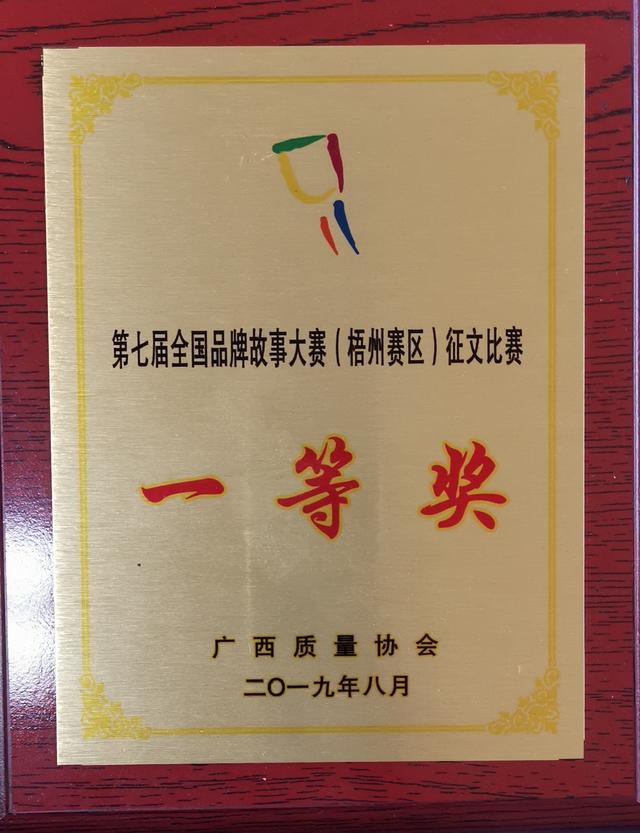 第七届全国品牌故事大赛（梧州赛区）征文比赛
一等奖
广西质量协会
二〇一九年八月